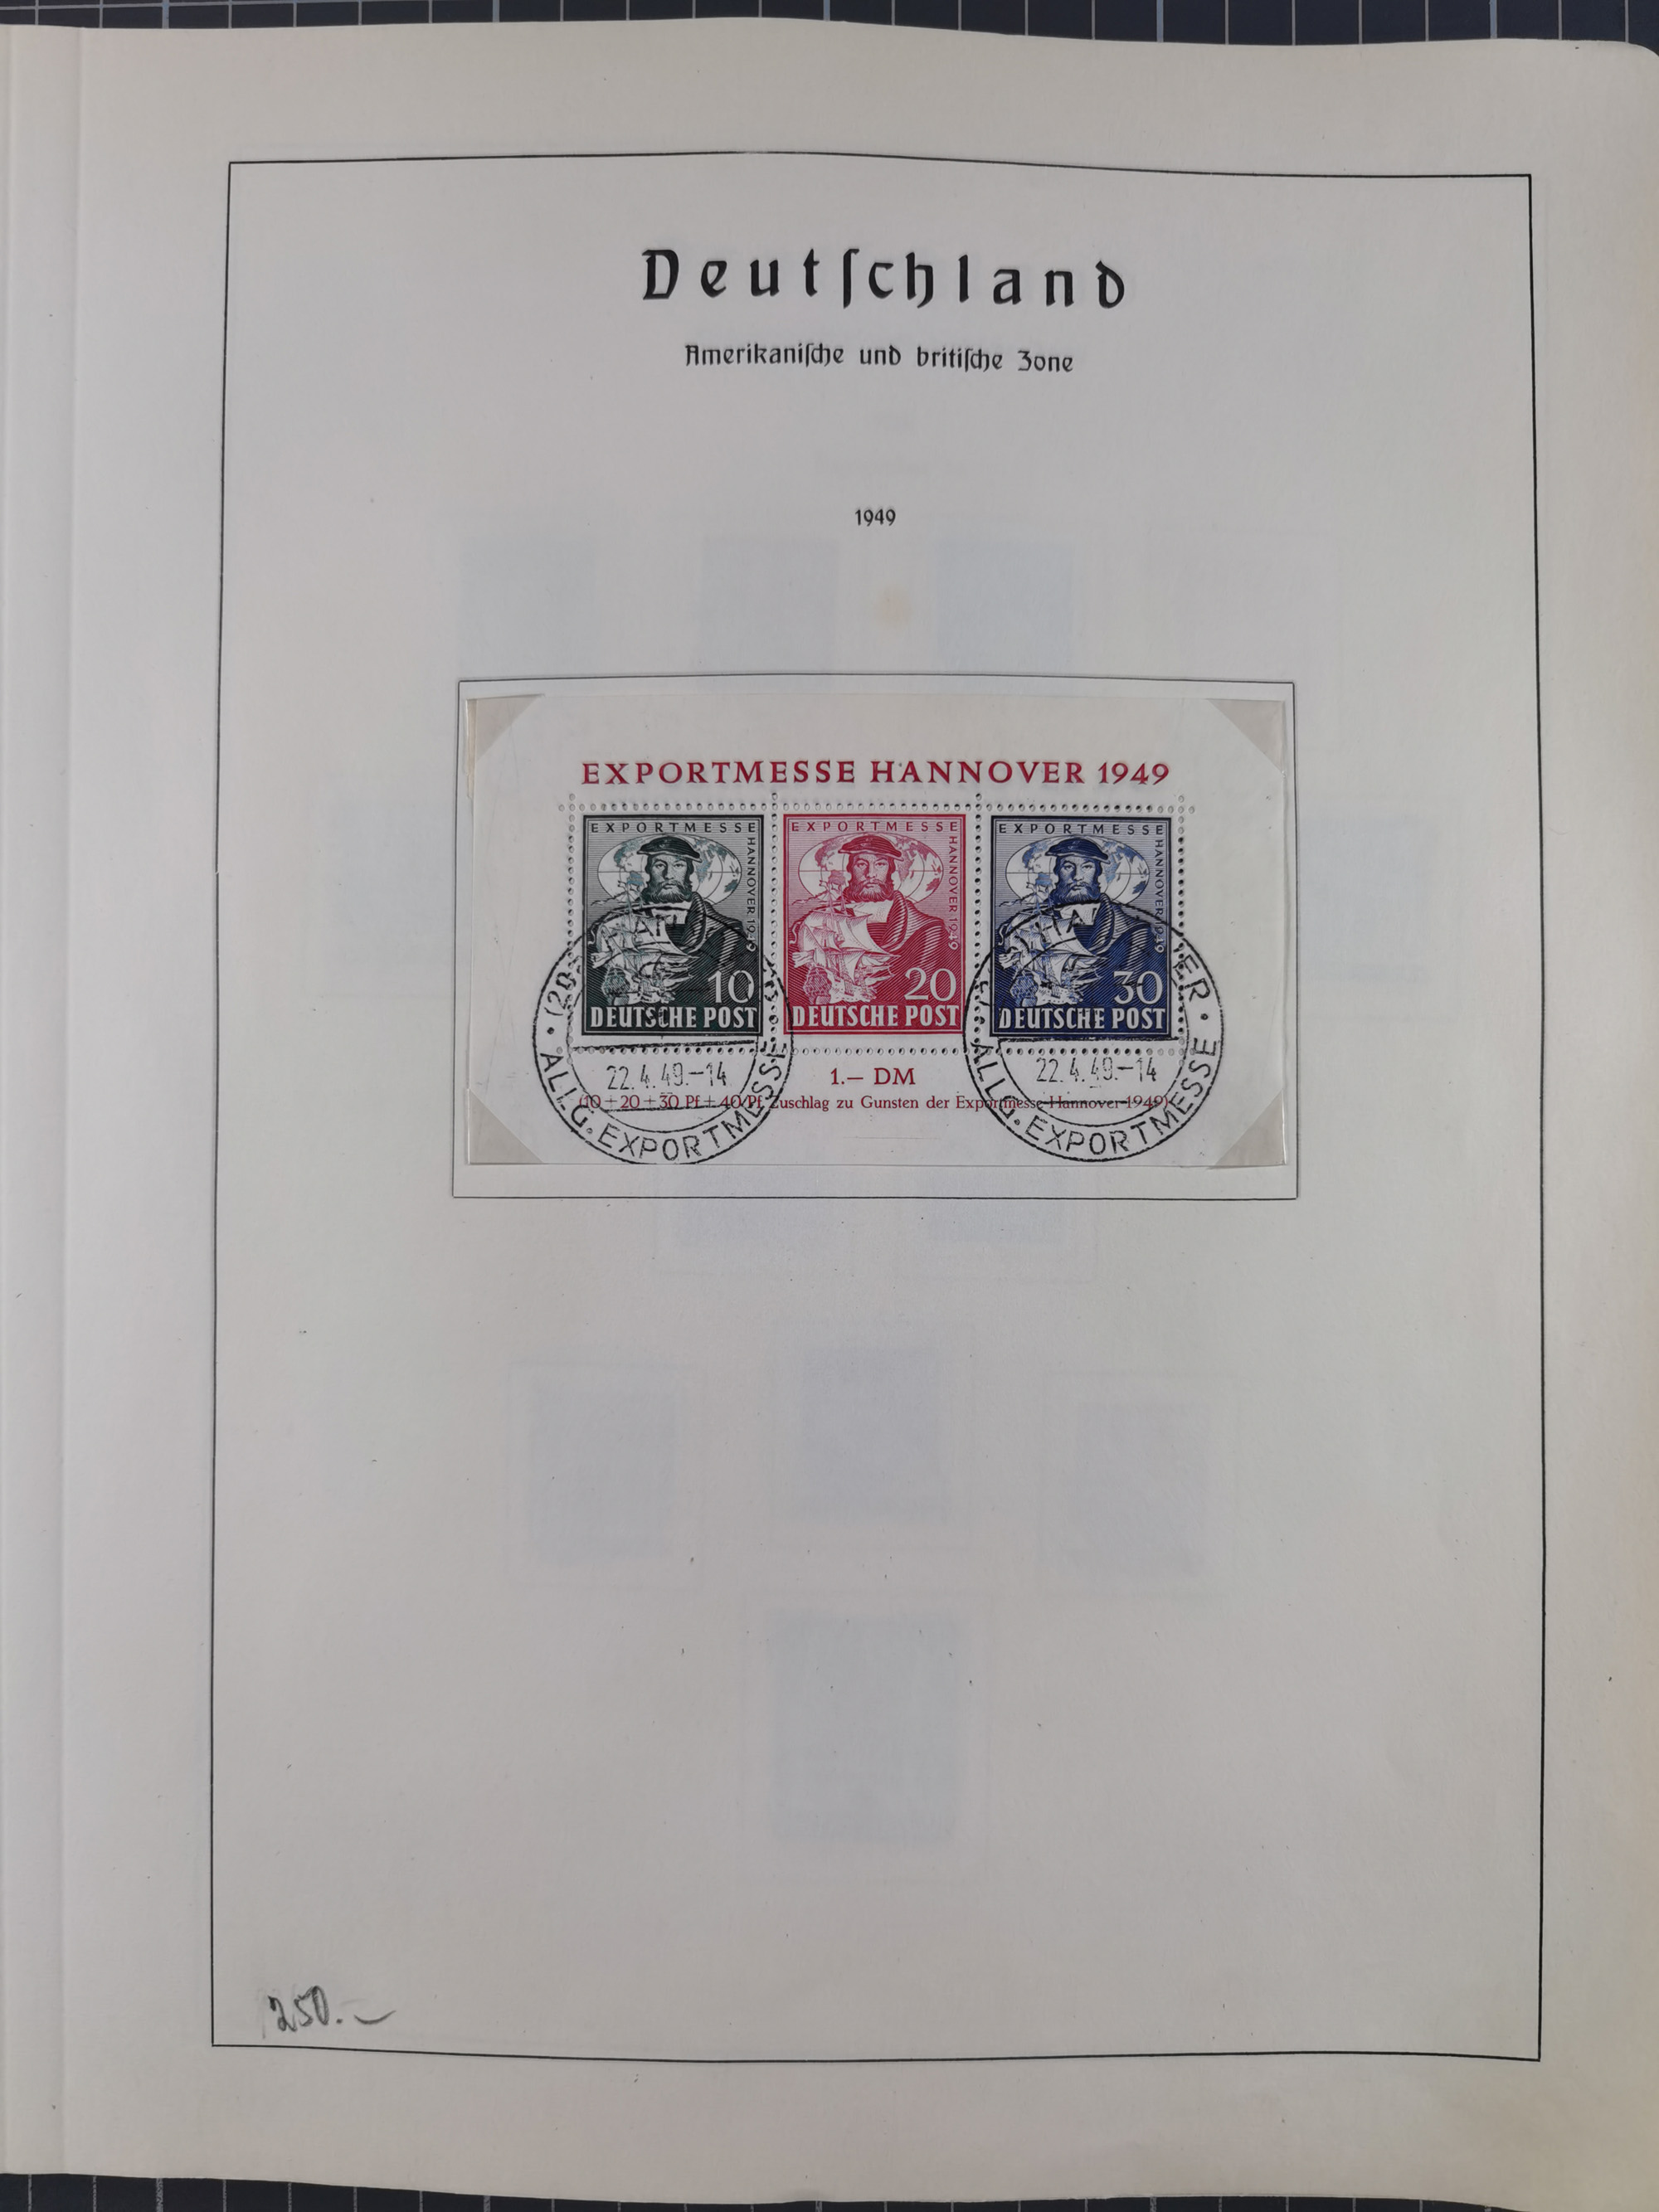 Deutſchland
Amerikaniſche und britiſche Zone
1949
EXPORTMESSE HANNOVER 1949
EXPORTMESSE
HANNOVER 1949
10
DEUTSCHE POST
EXPORTMESSE
HANNOVER 1949
20
DEUTSCHE POST
EXPORTMESSE
HANNOVER 1949
30
DEUTSCHE POST
22.4.49.-14
ALLG. EXPORTMESSE
22.4.49.-14
ALLG. EXPORTMESSE
1.— DM
(10+20+30 Pf.+40 Pf. Zuschlag zu Gunsten der Exportmesse Hannover 1949)
250.—